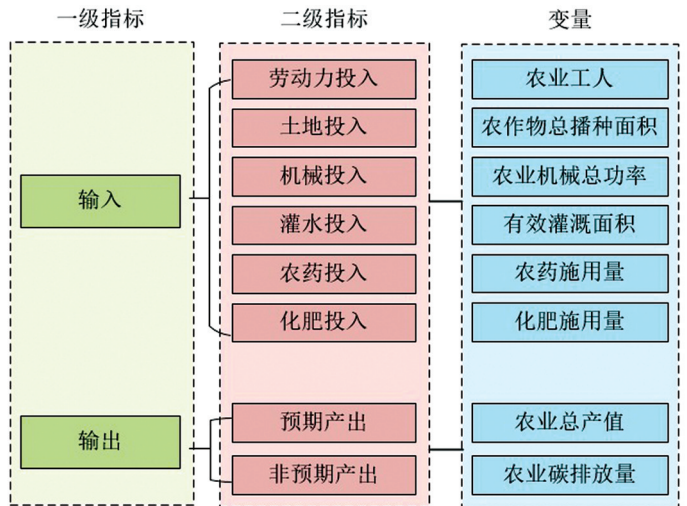 一级指标 二级指标 变量
劳动力投入 农业工人
土地投入 农作物总播种面积
机械投入 农业机械总功率
输入
灌水投入 有效灌溉面积
农药投入 农药施用量
化肥投入 化肥施用量
预期产出 农业总产值
输出
非预期产出 农业碳排放量